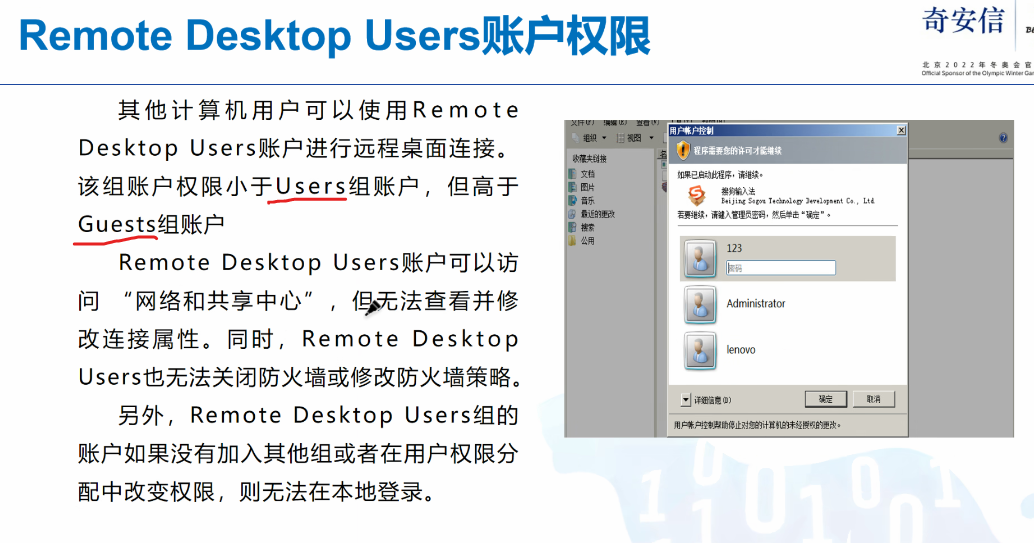 Remote Desktop Users账户权限
奇安信
北京2022年冬奥会官
Official Sponsor of the Olympic Winter Gam
其他计算机用户可以使用Remote
Desktop Users账户进行远程桌面连接。
该组账户权限小于Users组账户，但高于
Guests组账户
Remote Desktop Users账户可以访
问 “网络和共享中心”，但无法查看并修
改连接属性。同时，Remote Desktop
Users也无法关闭防火墙或修改防火墙策略。
另外，Remote Desktop Users组的
账户如果没有加入其他组或者在用户权限分
配中改变权限，则无法在本地登录。
文件(F) 编辑(E) 查看(V)
组织 视图
收藏夹链接
文档
图片
音乐
最近的更改
搜索
公用
用户帐户控制
程序需要您的许可才能继续
如果已启动此程序，请继续。
搜狗输入法
Beijing Sogou Technology Development Co., Ltd
若要继续，请键入管理员密码，然后单击“确定”。
123
密码
Administrator
lenovo
详细信息(D)
确定
取消
用户帐户控制帮助停止对您的计算机的未经授权的更改。